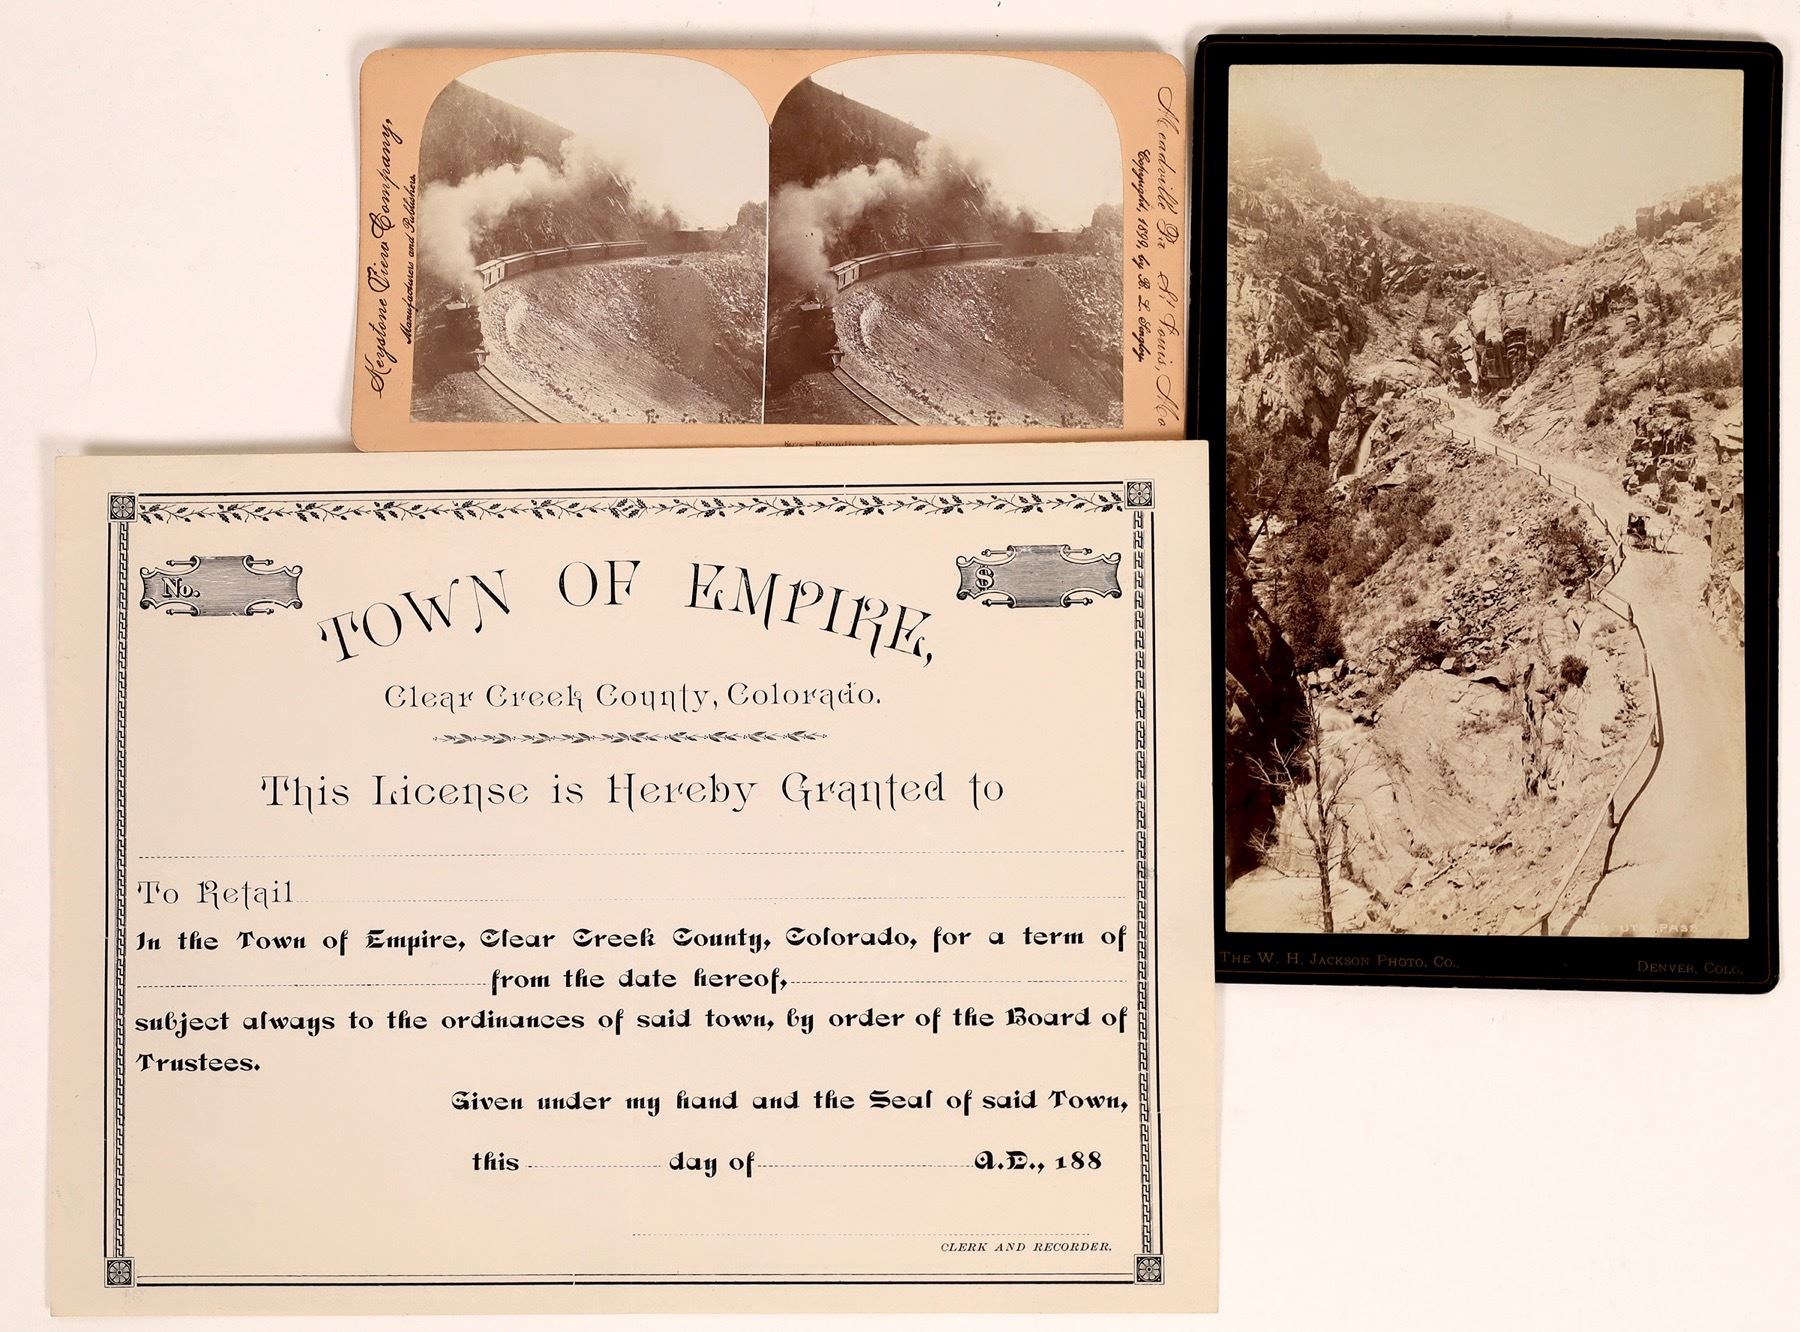 Keystone View Company,
Manufacturers and Publishers.
Meadville Pa. St. Louis, Mo
Copyright, 1899, by B. L. Singley.
THE W. H. JACKSON PHOTO. CO.,
DENVER, COLO.
UTE PASS
No.
$
TOWN OF EMPIRE,
Clear Creek County, Colorado.
This License is Hereby Granted to
To Retail
In the Town of Empire, Clear Creek County, Colorado, for a term of
from the date hereof,
subject always to the ordinances of said town, by order of the Board of
Trustees.
Given under my hand and the Seal of said Town,
this day of A.D., 188
CLERK AND RECORDER.